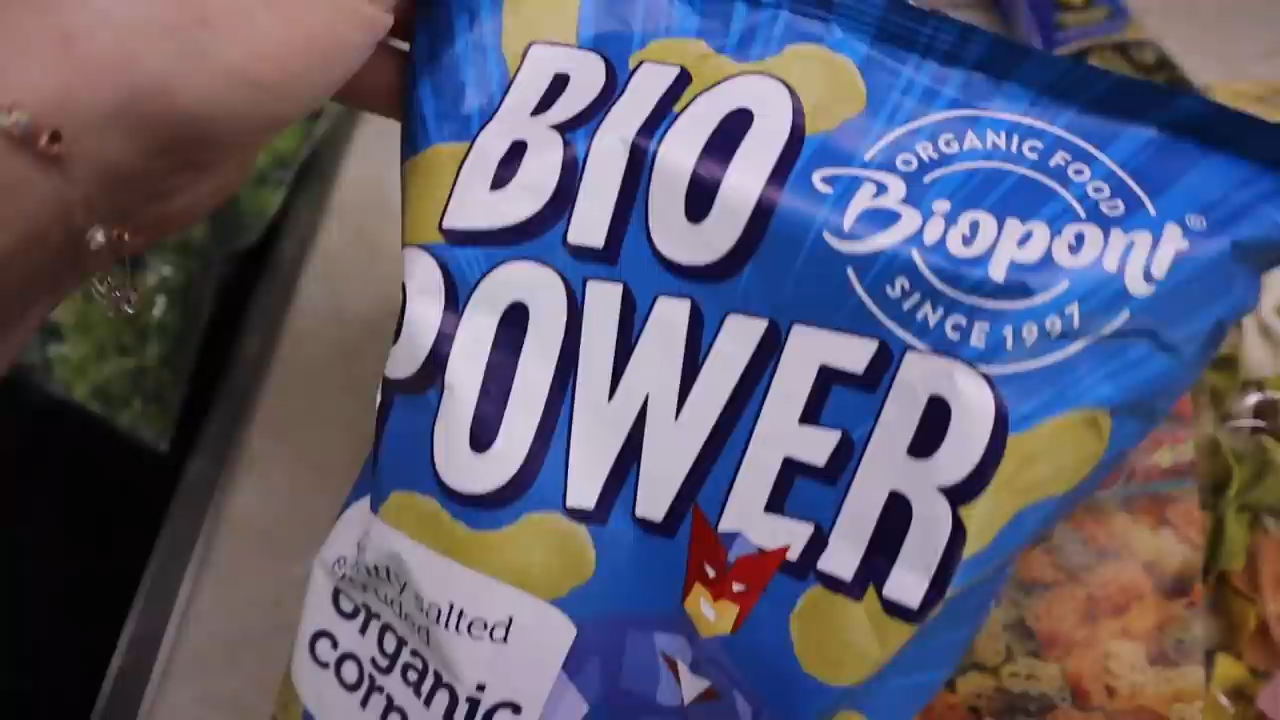 BIO
POWER
ORGANIC FOOD
Biopont®
SINCE 1997
salted
organic
corn